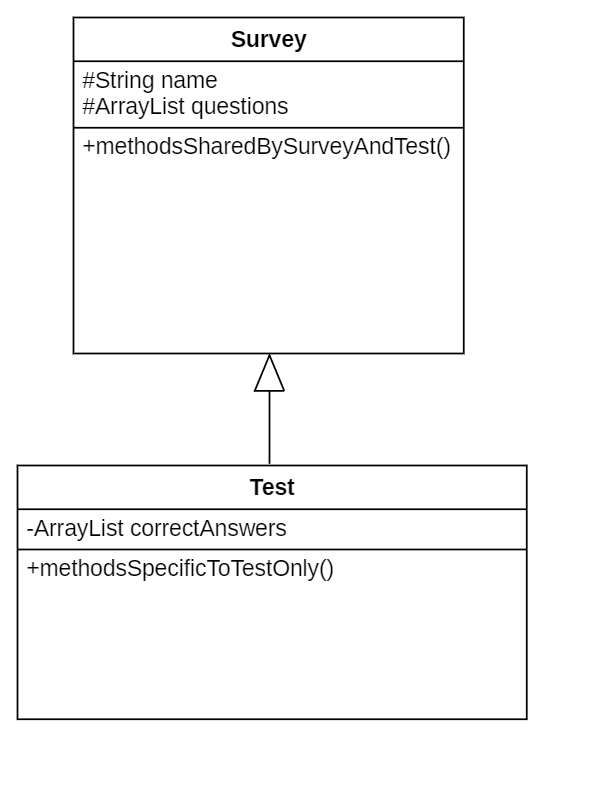 Survey
#String name
#ArrayList questions
+methodsSharedBySurveyAndTest()
Test
-ArrayList correctAnswers
+methodsSpecificToTestOnly()